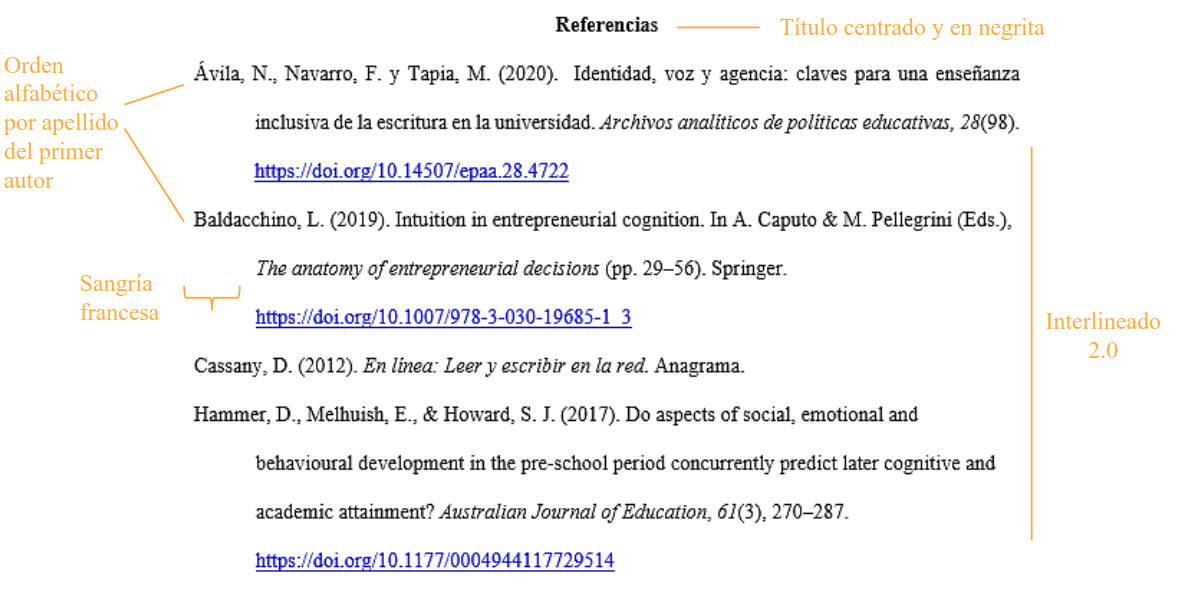 Referencias
Título centrado y en negrita
Orden
alfabético
por apellido
del primer
autor
Ávila, N., Navarro, F. y Tapia, M. (2020).  Identidad, voz y agencia: claves para una enseñanza
inclusiva de la escritura en la universidad. Archivos analíticos de políticas educativas, 28(98).
https://doi.org/10.14507/epaa.28.4722
Baldacchino, L. (2019). Intuition in entrepreneurial cognition. In A. Caputo & M. Pellegrini (Eds.),
The anatomy of entrepreneurial decisions (pp. 29–56). Springer.
https://doi.org/10.1007/978-3-030-19685-1_3
Sangría
francesa
Cassany, D. (2012). En línea: Leer y escribir en la red. Anagrama.
Hammer, D., Melhuish, E., & Howard, S. J. (2017). Do aspects of social, emotional and
behavioural development in the pre-school period concurrently predict later cognitive and
academic attainment? Australian Journal of Education, 61(3), 270–287.
https://doi.org/10.1177/0004944117729514
Interlineado
2.0